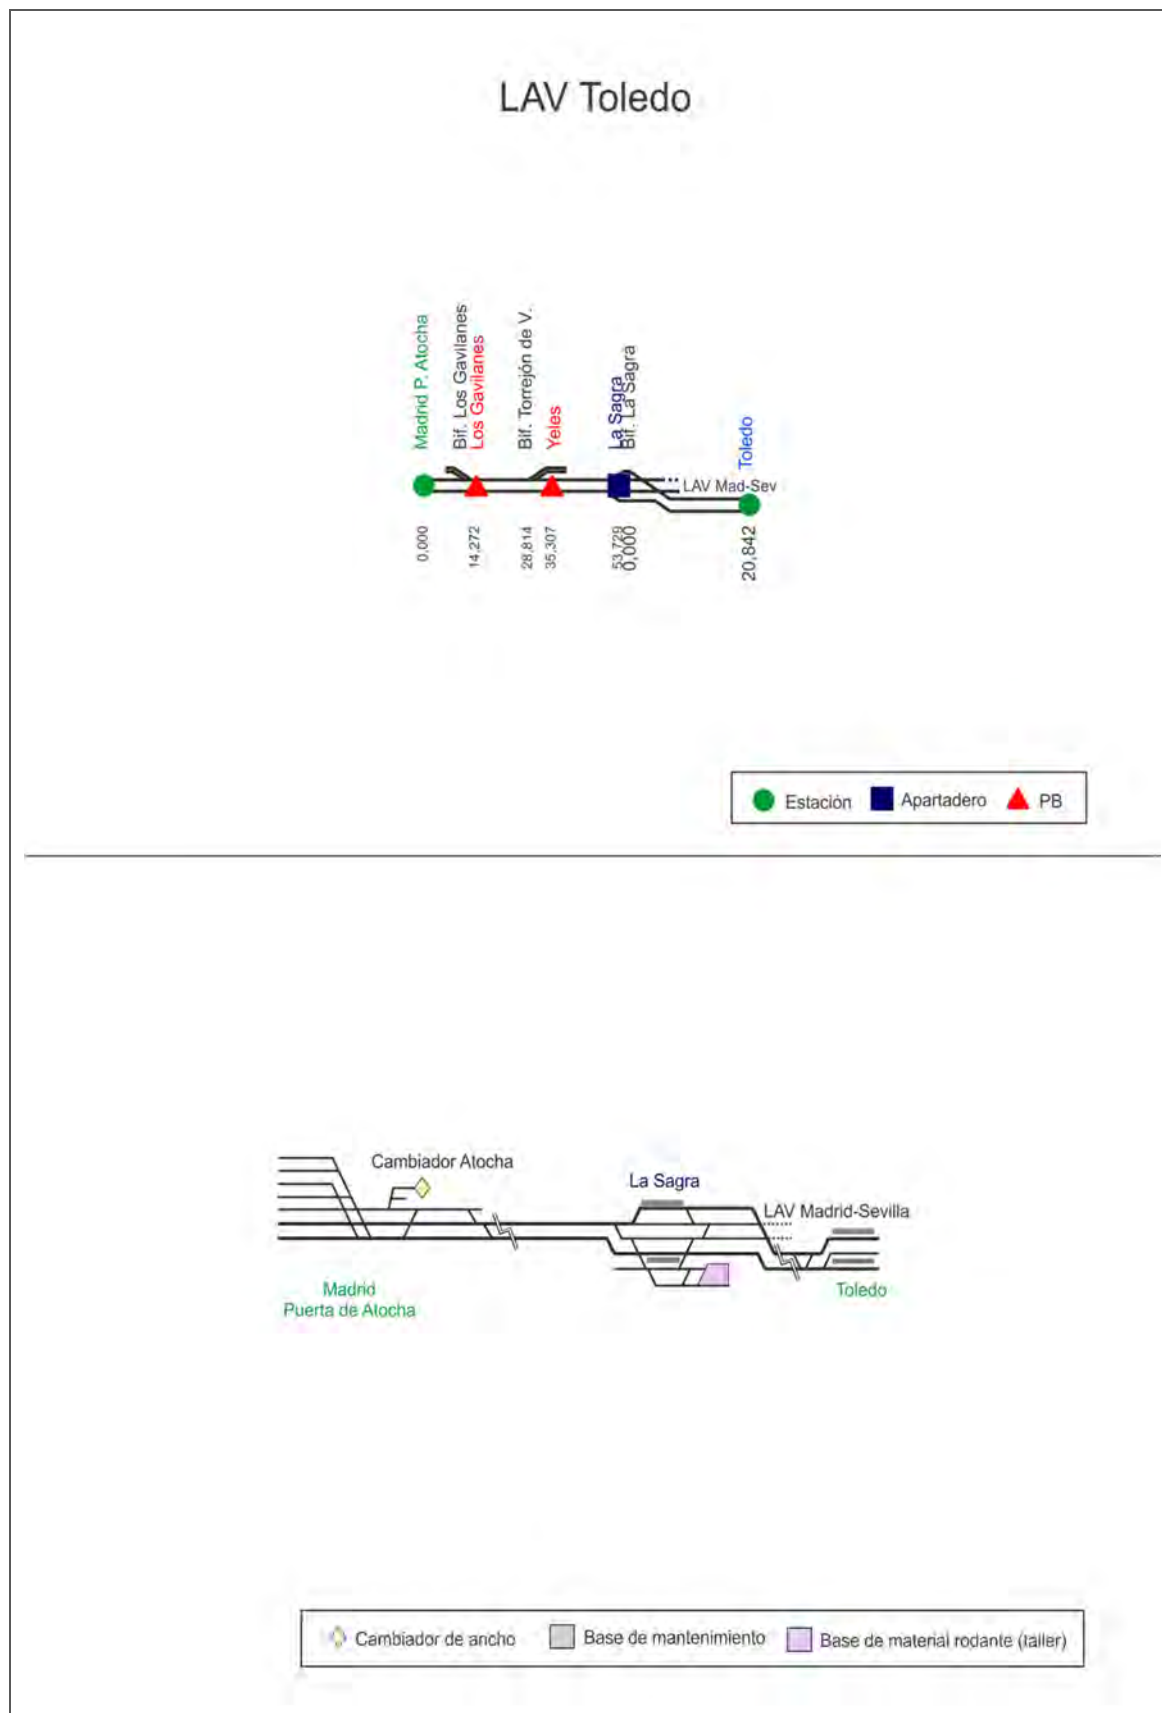 LAV Toledo
Madrid P. Atocha
Bif. Los Gavilanes
Los Gavilanes
Bif. Torrejón de V.
Yeles
La Sagra
Bif. La Sagra
Toledo
LAV Mad-Sev
0,000
14,272
28,814
35,307
53,729
0,000
20,842
Estación
Apartadero
PB
Cambiador Atocha
La Sagra
LAV Madrid-Sevilla
Madrid
Puerta de Atocha
Toledo
Cambiador de ancho
Base de mantenimiento
Base de material rodante (taller)